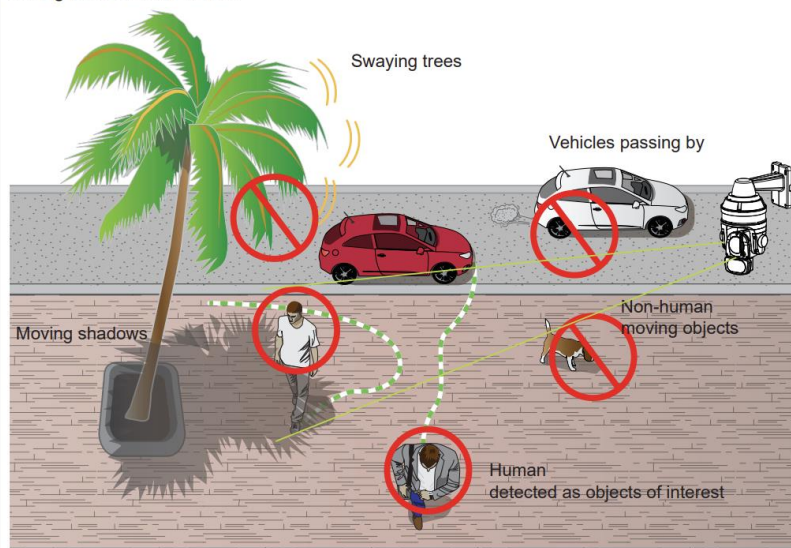 Swaying trees
Vehicles passing by
Non-human
moving objects
Moving shadows
Human
detected as objects of interest